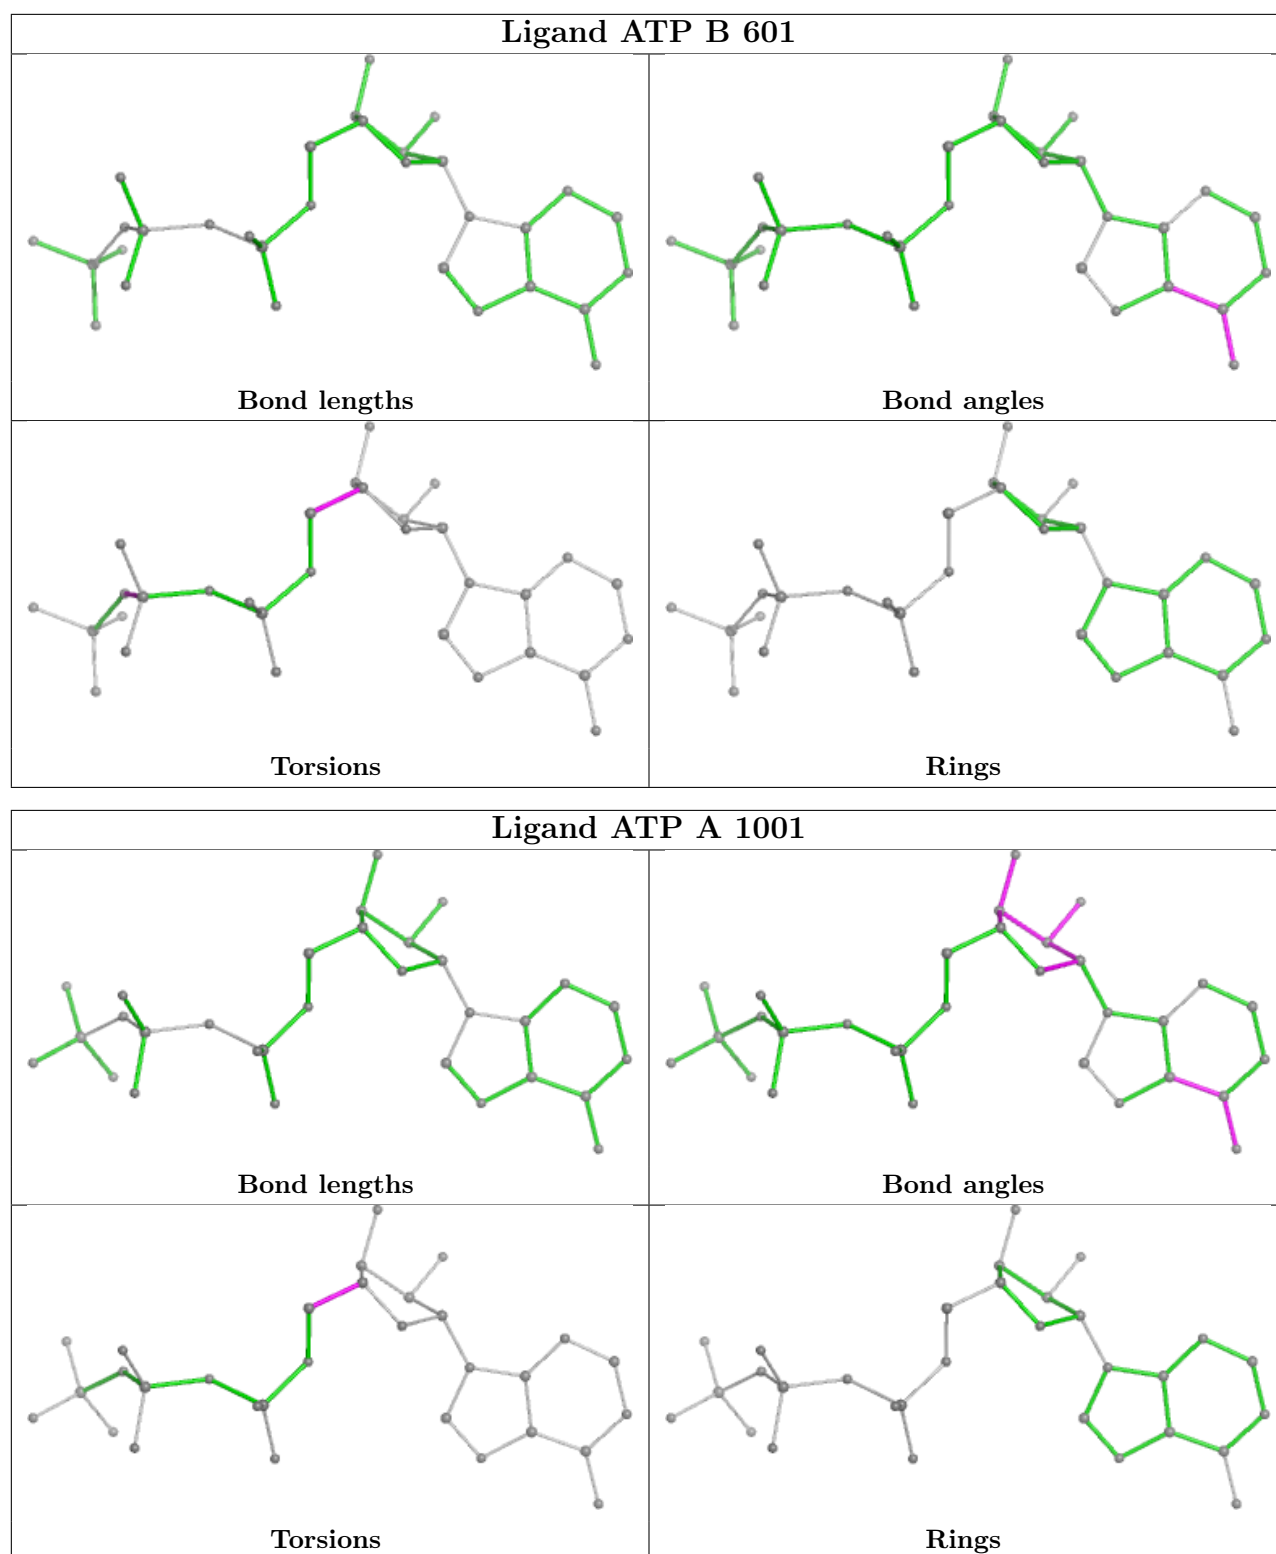 Ligand ATP B 601
Bond lengths
Bond angles
Torsions
Rings
Ligand ATP A 1001
Bond lengths
Bond angles
Torsions
Rings